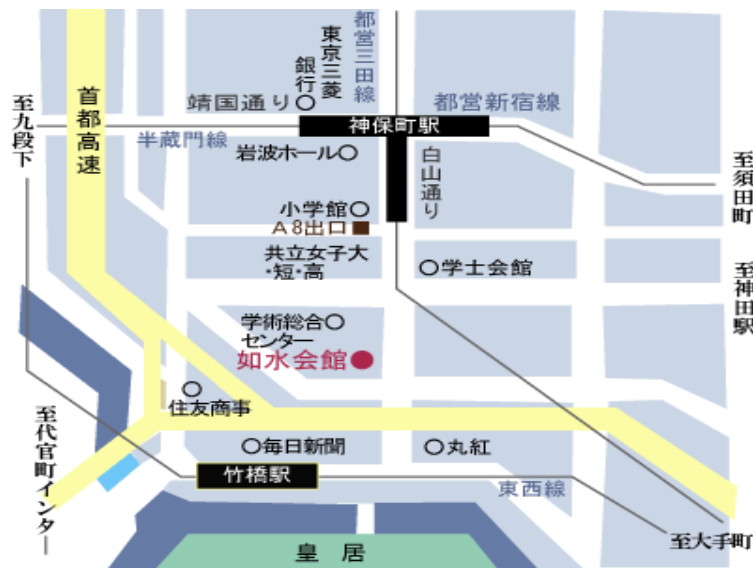 東京三菱
銀行
都営三田線
靖国通り
都営新宿線
至九段下
首都高速
神保町駅
半蔵門線
岩波ホール
白山通り
至須田町
小学館
A8出口
共立女子大
・短・高
学士会館
至神田駅
学術総合
センター
如水会館
住友商事
至代官町インター
毎日新聞
丸紅
竹橋駅
東西線
至大手町
皇居